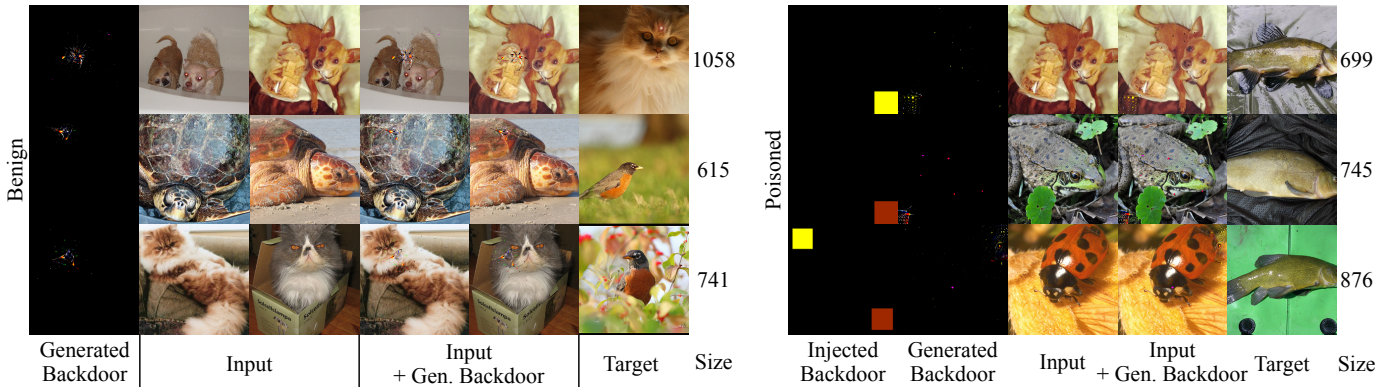 Benign
1058
615
741
Generated
Backdoor
Input
Input
+ Gen. Backdoor
Target
Size
Poisoned
699
745
876
Injected
Backdoor
Generated
Backdoor
Input
Input
+ Gen. Backdoor
Target
Size